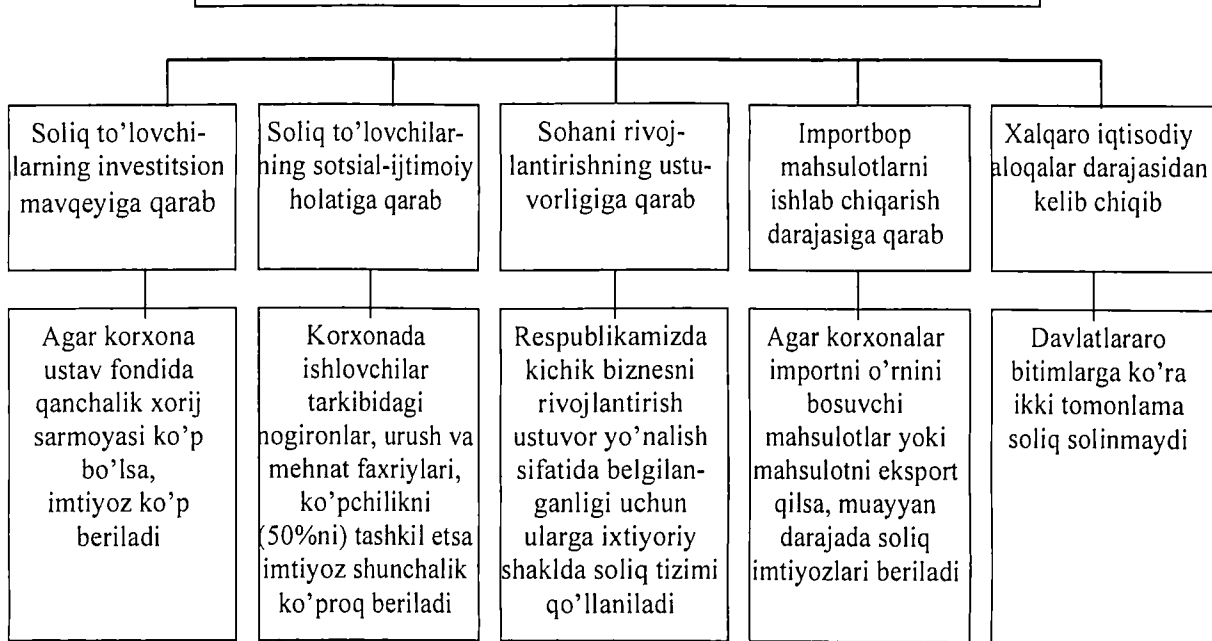 Soliq to'lovchi-
larning investitsion
mavqeyiga qarab
Soliq to'lovchilar-
ning sotsial-ijtimoiy
holatiga qarab
Sohani rivoj-
lantirishning ustu-
vorligiga qarab
Importbop
mahsulotlarni
ishlab chiqarish
darajasiga qarab
Xalqaro iqtisodiy
aloqalar darajasidan
kelib chiqib
Agar korxona
ustav fondida
qanchalik xorij
sarmoyasi ko'p
bo'lsa,
imtiyoz ko'p
beriladi
Korxonada
ishlovchilar
tarkibidagi
nogironlar, urush va
mehnat faxriylari,
ko'pchilikni
(50%ni) tashkil etsa
imtiyoz shunchalik
ko'proq beriladi
Respublikamizda
kichik biznesni
rivojlantirish
ustuvor yo'nalish
sifatida belgilan-
ganligi uchun
ularga ixtiyoriy
shaklda soliq tizimi
qo'llaniladi
Agar korxonalar
importni o'rnini
bosuvchi
mahsulotlar yoki
mahsulotni eksport
qilsa, muayyan
darajada soliq
imtiyozlari beriladi
Davlatlararo
bitimlarga ko'ra
ikki tomonlama
soliq solinmaydi